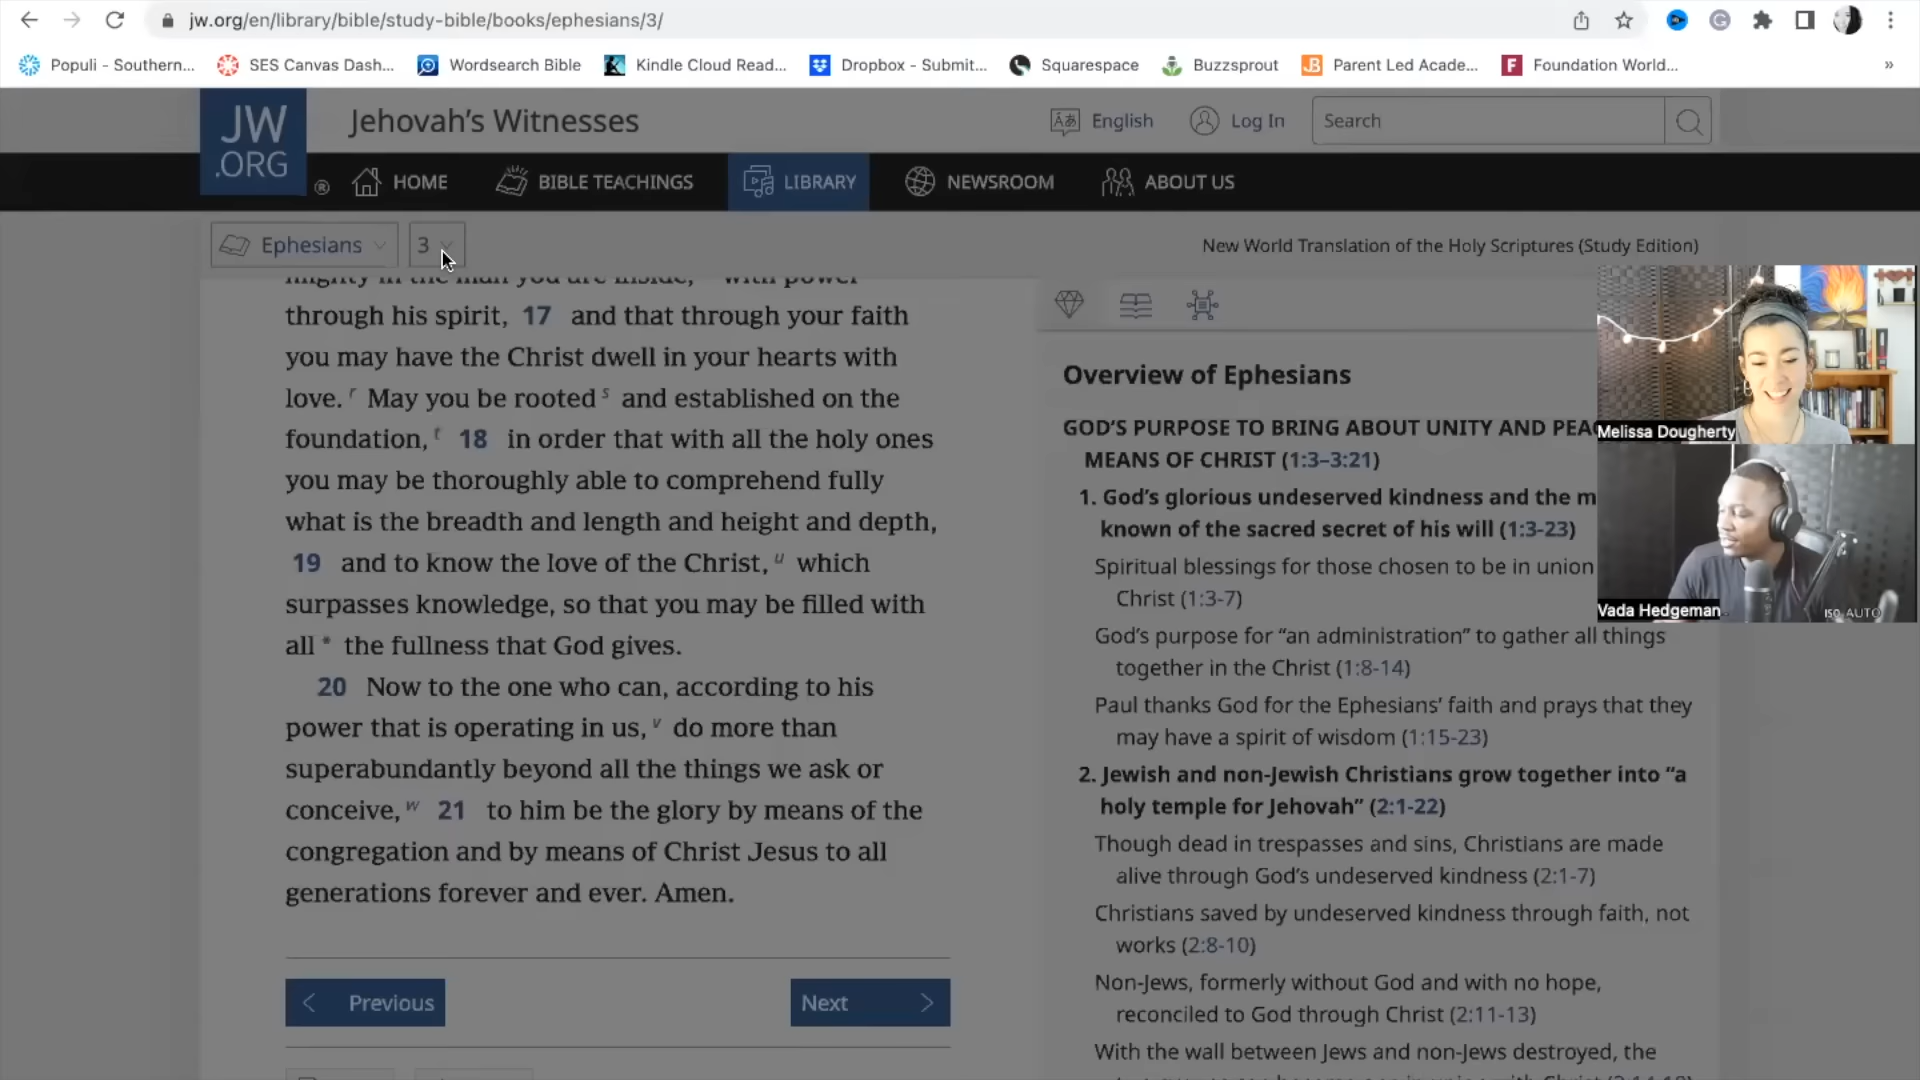 jw.org/en/library/bible/study-bible/books/ephesians/3/
Populi - Southern...
SES Canvas Dash...
Wordsearch Bible
Kindle Cloud Read...
Dropbox - Submit...
Squarespace
Buzzsprout
Parent Led Acade...
Foundation World...
»
JW
.ORG
®
Jehovah's Witnesses
English
Log In
Search
HOME
BIBLE TEACHINGS
LIBRARY
NEWSROOM
ABOUT US
Ephesians
3
New World Translation of the Holy Scriptures (Study Edition)
mighty in the man you are inside, with power
through his spirit, 17 and that through your faith
you may have the Christ dwell in your hearts with
love. r May you be rooted s and established on the
foundation, t 18 in order that with all the holy ones
you may be thoroughly able to comprehend fully
what is the breadth and length and height and depth,
19 and to know the love of the Christ, u which
surpasses knowledge, so that you may be filled with
all * the fullness that God gives.
20 Now to the one who can, according to his
power that is operating in us, v do more than
superabundantly beyond all the things we ask or
conceive, w 21 to him be the glory by means of the
congregation and by means of Christ Jesus to all
generations forever and ever. Amen.
Previous
Next
Overview of Ephesians
GOD'S PURPOSE TO BRING ABOUT UNITY AND PEA
MEANS OF CHRIST (1:3–3:21)
1. God's glorious undeserved kindness and the m
known of the sacred secret of his will (1:3-23)
Spiritual blessings for those chosen to be in union
Christ (1:3-7)
God's purpose for “an administration” to gather all things
together in the Christ (1:8-14)
Paul thanks God for the Ephesians' faith and prays that they
may have a spirit of wisdom (1:15-23)
2. Jewish and non-Jewish Christians grow together into “a
holy temple for Jehovah” (2:1-22)
Though dead in trespasses and sins, Christians are made
alive through God's undeserved kindness (2:1-7)
Christians saved by undeserved kindness through faith, not
works (2:8-10)
Non-Jews, formerly without God and with no hope,
reconciled to God through Christ (2:11-13)
With the wall between Jews and non-Jews destroyed, the
Melissa Dougherty
Vada Hedgeman
ISO AUTO